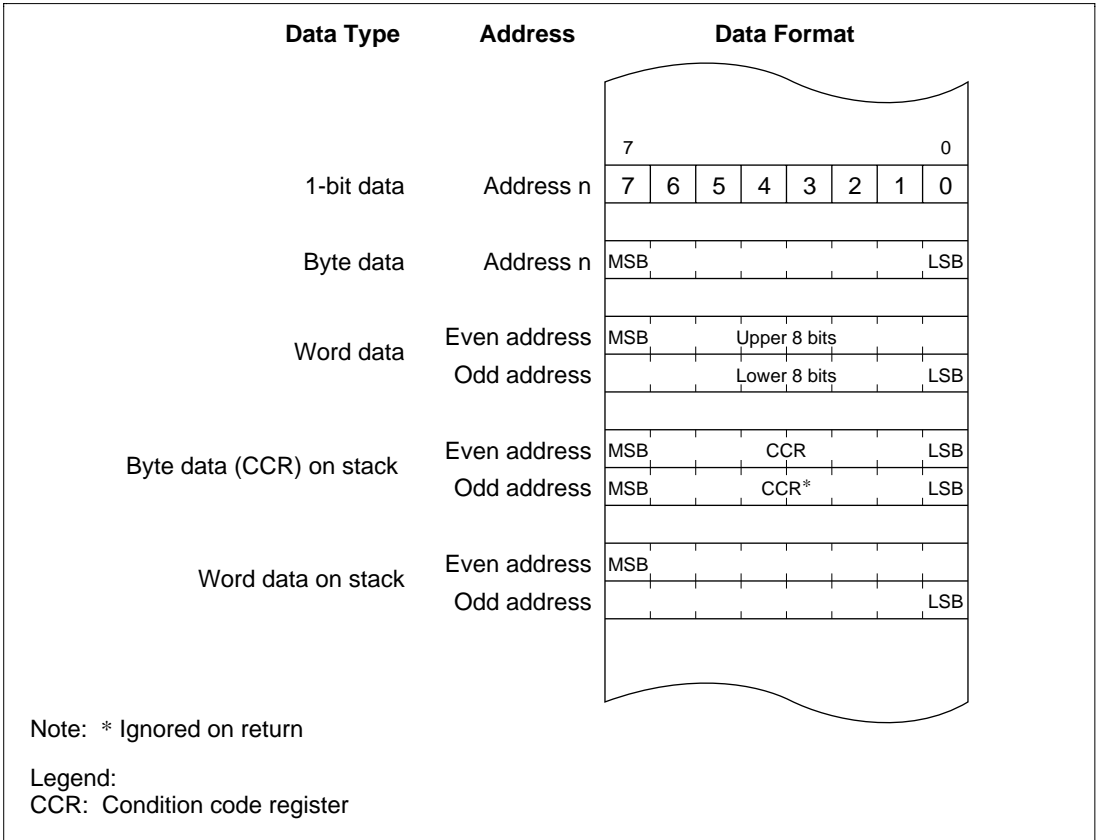 Data Type Address Data Format
7 0
1-bit data Address n 7 6 5 4 3 2 1 0
Byte data Address n MSB LSB
Word data
Even address MSB Upper 8 bits
Odd address Lower 8 bits LSB
Byte data (CCR) on stack
Even address MSB CCR LSB
Odd address MSB CCR* LSB
Word data on stack
Even address MSB
Odd address LSB
Note: * Ignored on return
Legend:
CCR: Condition code register